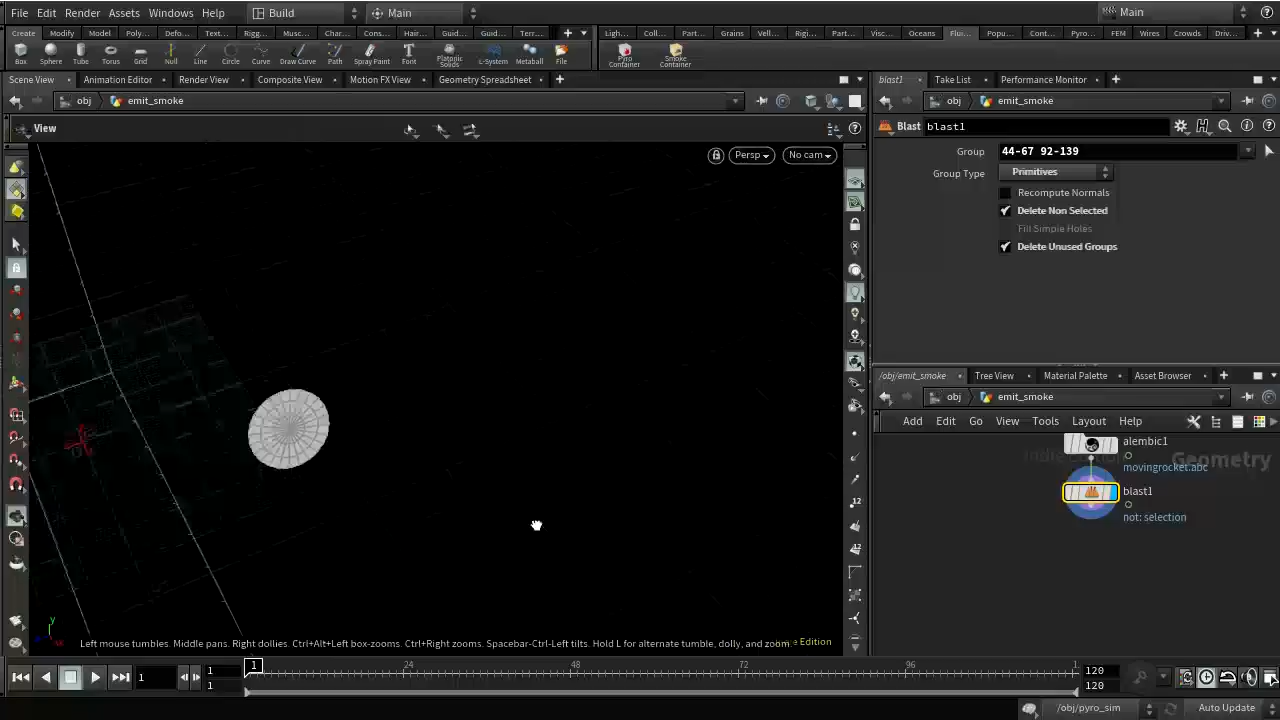 File Edit Render Assets Windows Help Build Main Main
Create Modify Model Poly... Defo... Text... Rigg... Musc... Char... Cons... Hair... Guid... Guid... Terr... Ligh... Coll... Part... Grains Vell... Rigi... Part... Visc... Oceans Flui... Popu... Cont... Pyro... FEM Wires Crowds Driv...
Box Sphere Tube Torus Grid Null Line Circle Curve Draw Curve Path Spray Paint Font Platonic Solids L-System Metaball File Pyro Container Smoke Container
Scene View Animation Editor Render View Composite View Motion FX View Geometry Spreadsheet
blast1 Take List Performance Monitor
obj emit_smoke
obj emit_smoke
View
Blast blast1
Persp No cam
Group 44-67 92-139
Group Type Primitives
Recompute Normals
Delete Non Selected
Fill Simple Holes
Delete Unused Groups
/obj/emit_smoke Tree View Material Palette Asset Browser
obj emit_smoke
Add Edit Go View Tools Layout Help
alembic1
Geometry
movingrocket.abc
blast1
not: selection
12
12
y
Left mouse tumbles. Middle pans. Right dollies. Ctrl+Alt+Left box-zooms. Ctrl+Right zooms. Spacebar-Ctrl-Left tilts. Hold L for alternate tumble, dolly, and zoom. Edition
1 1 1 1 24 48 72 96 1 120 120
/obj/pyro_sim Auto Update